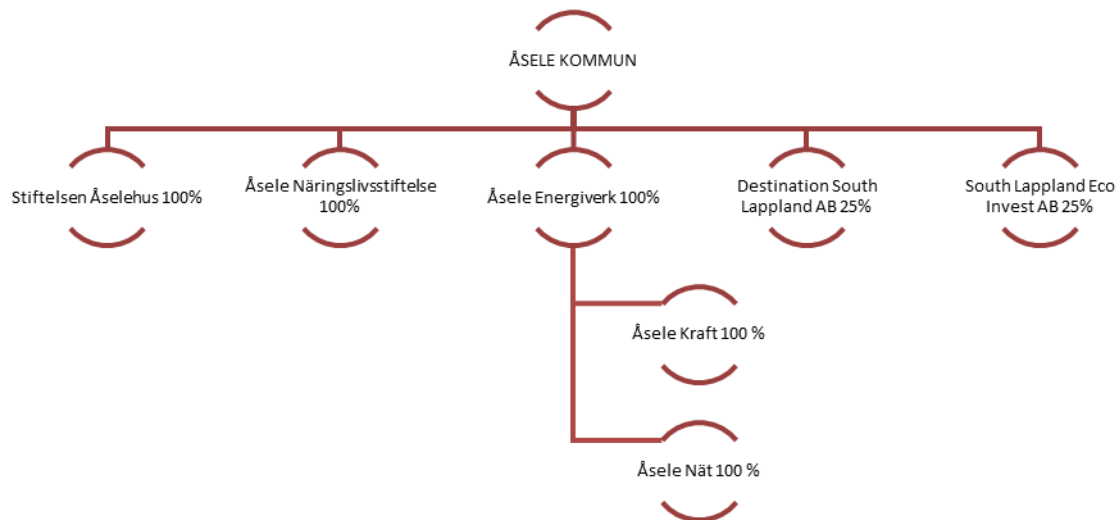 ÅSELE KOMMUN
Stiftelsen Åselehus 100%
Åsele Näringslivsstiftelse
100%
Åsele Energiverk 100%
Destination South
Lappland AB 25%
South Lappland Eco
Invest AB 25%
Åsele Kraft 100 %
Åsele Nät 100 %